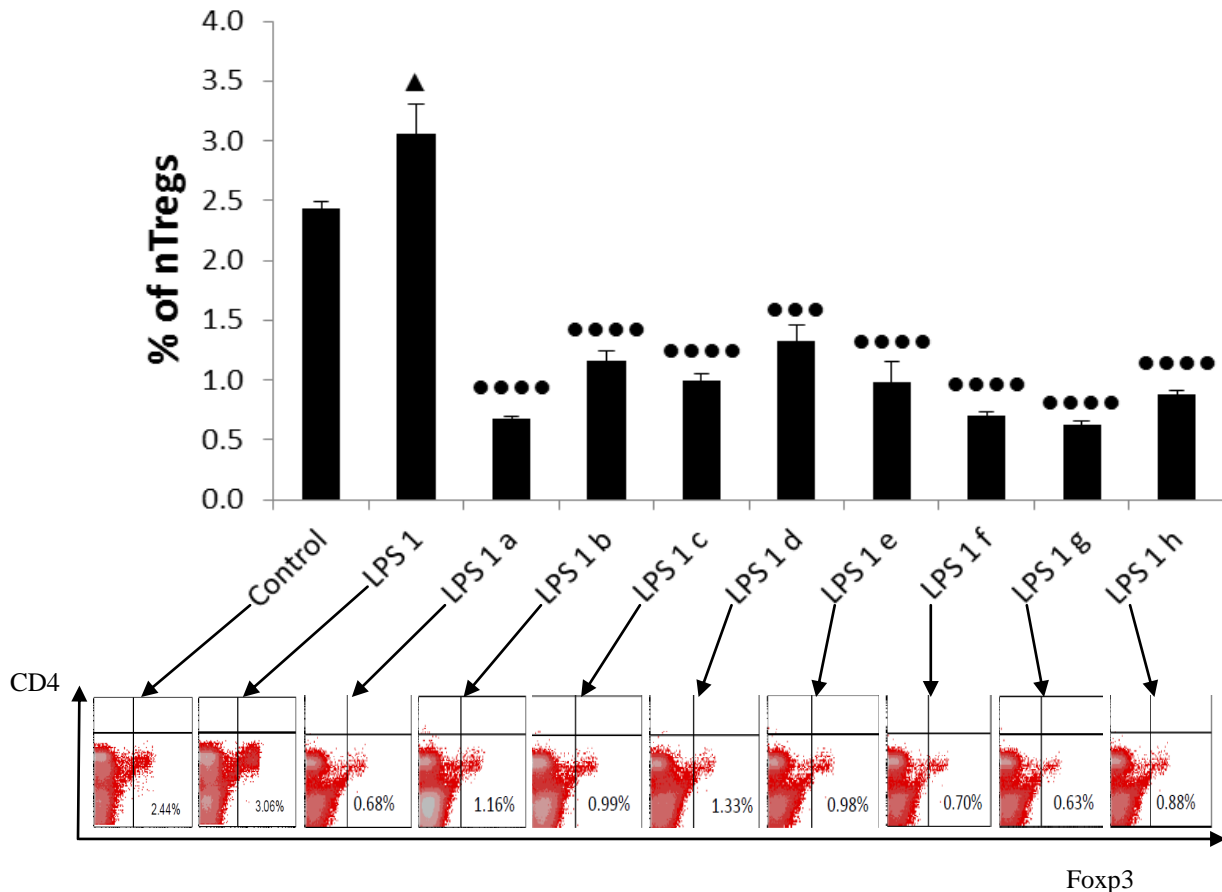 4.0
3.5
3.0
2.5
2.0
1.5
1.0
0.5
0.0
% of nTregs
Control
LPS 1
LPS 1 a
LPS 1 b
LPS 1 c
LPS 1 d
LPS 1 e
LPS 1 f
LPS 1 g
LPS 1 h
CD4
2.44%
3.06%
0.68%
1.16%
0.99%
1.33%
0.98%
0.70%
0.63%
0.88%
Foxp3